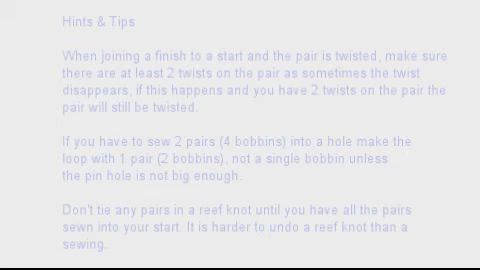 Hints & Tips
When joining a finish to a start and the pair is twisted, make sure
there are at least 2 twists on the pair as sometimes the twist
disappears, if this happens and you have 2 twists on the pair the
pair will still be twisted.
If you have to sew 2 pairs (4 bobbins) into a hole make the
loop with 1 pair (2 bobbins), not a single bobbin unless
the pin hole is not big enough.
Don't tie any pairs in a reef knot until you have all the pairs
sewn into your start. It is harder to undo a reef knot than a
sewing.